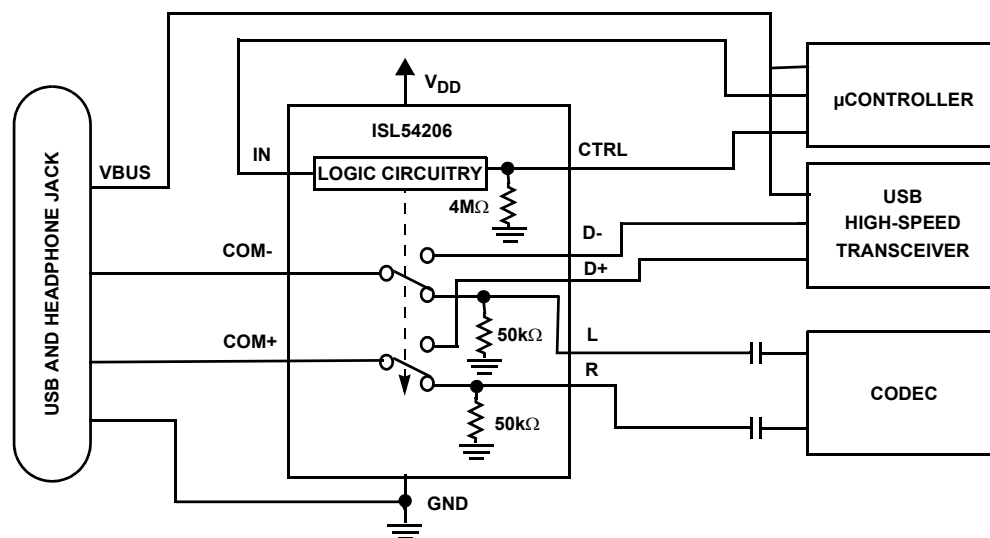 V_DD
µCONTROLLER
ISL54206
CTRL
IN
LOGIC CIRCUITRY
VBUS
4MΩ
USB
HIGH-SPEED
TRANSCEIVER
USB AND HEADPHONE JACK
D-
COM-
D+
50kΩ
L
COM+
R
CODEC
50kΩ
GND